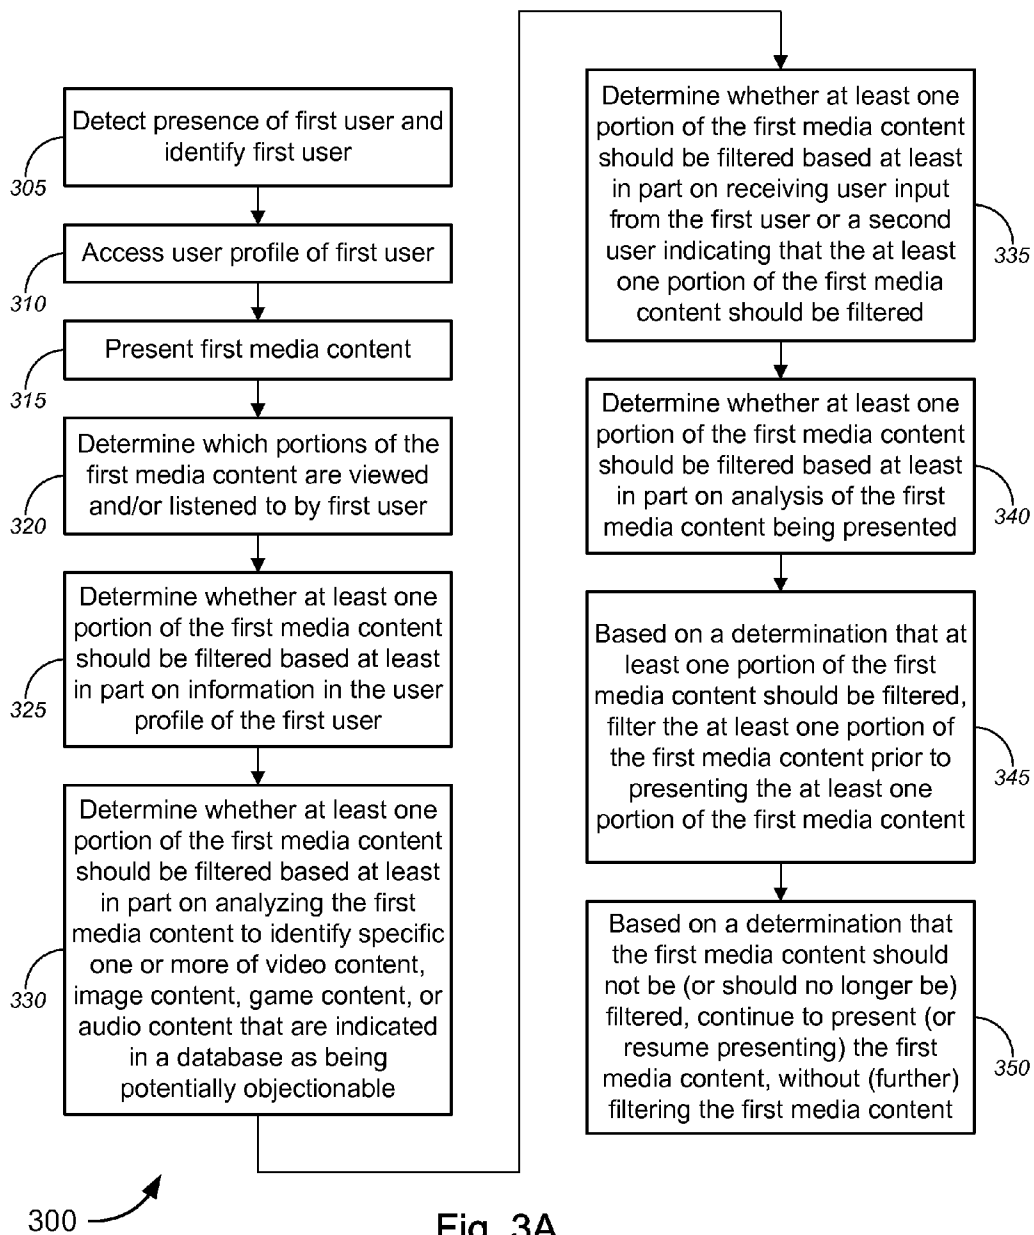 Detect presence of first user and
identify first user
305
Access user profile of first user
310
Present first media content
315
Determine which portions of the
first media content are viewed
and/or listened to by first user
320
Determine whether at least one
portion of the first media content
should be filtered based at least
in part on information in the user
profile of the first user
325
Determine whether at least one
portion of the first media content
should be filtered based at least
in part on analyzing the first
media content to identify specific
one or more of video content,
image content, game content, or
audio content that are indicated
in a database as being
potentially objectionable
330
Determine whether at least one
portion of the first media content
should be filtered based at least
in part on receiving user input
from the first user or a second
user indicating that the at least
one portion of the first media
content should be filtered
335
Determine whether at least one
portion of the first media content
should be filtered based at least
in part on analysis of the first
media content being presented
340
Based on a determination that at
least one portion of the first
media content should be filtered,
filter the at least one portion of
the first media content prior to
presenting the at least one
portion of the first media content
345
Based on a determination that
the first media content should
not be (or should no longer be)
filtered, continue to present (or
resume presenting) the first
media content, without (further)
filtering the first media content
350
300
Fig. 3A